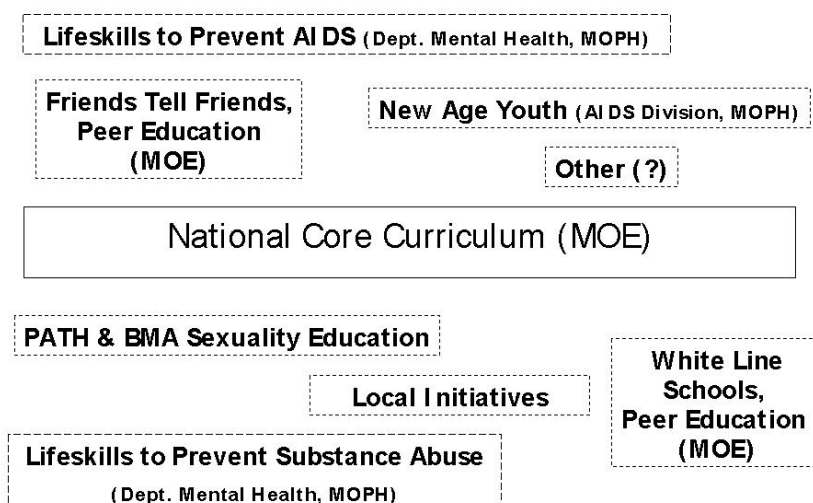 Lifeskills to Prevent AIDS (Dept. Mental Health, MOPH)
Friends Tell Friends,
Peer Education
(MOE)
New Age Youth (AIDS Division, MOPH)
Other (?)
National Core Curriculum (MOE)
PATH & BMA Sexuality Education
Local Initiatives
White Line
Schools,
Peer Education
(MOE)
Lifeskills to Prevent Substance Abuse
(Dept. Mental Health, MOPH)